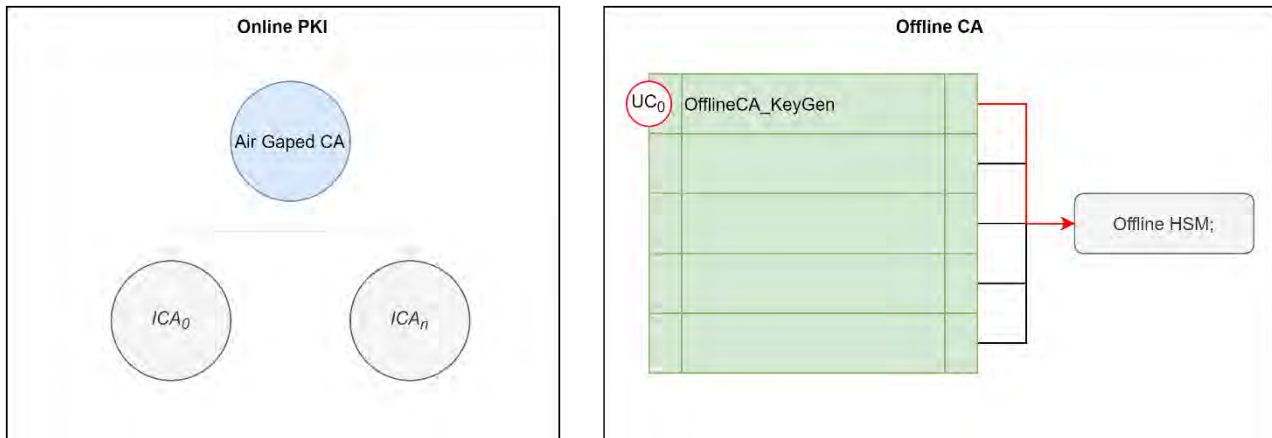 Online PKI
Air Gaped CA
ICA0
ICAn
Offline CA
UC0
OfflineCA_KeyGen
Offline HSM;